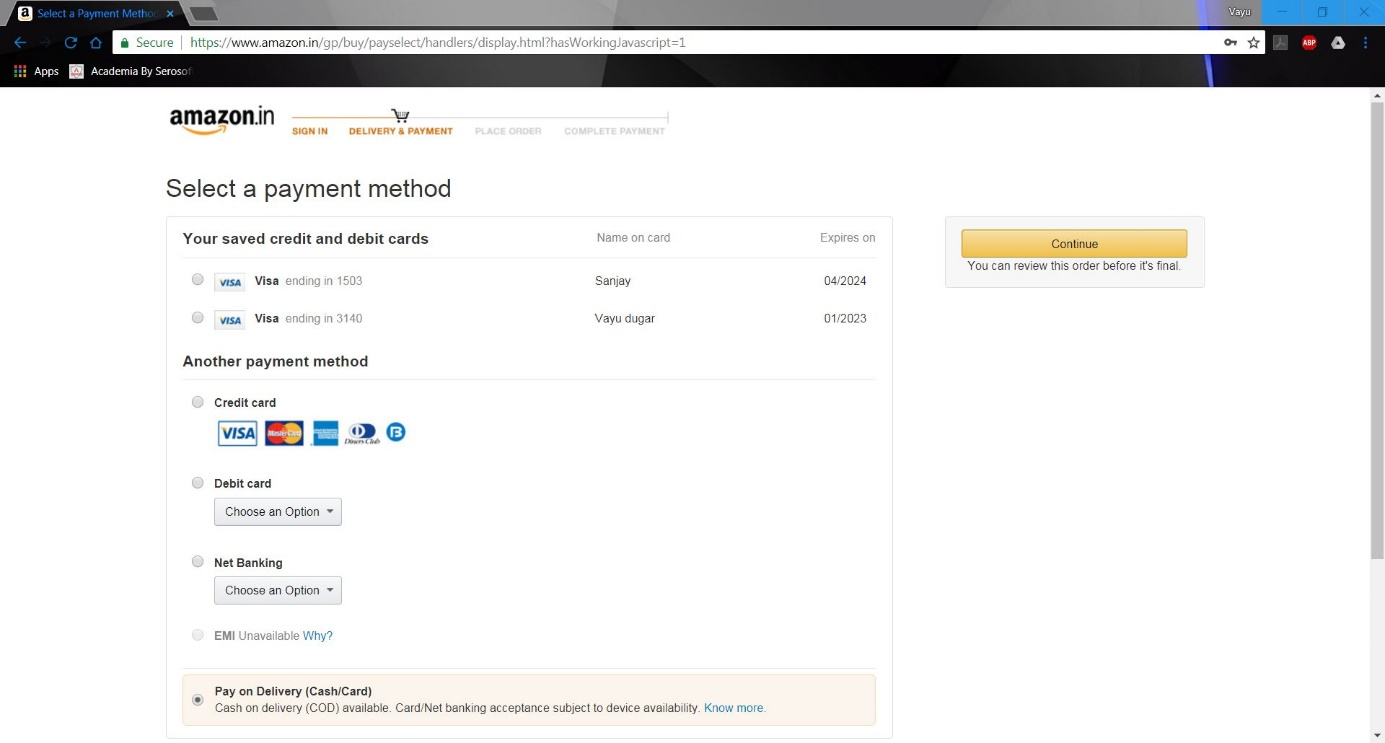 Select a Payment Metho
Vayu
Secure https://www.amazon.in/gp/buy/payselect/handlers/display.html?hasWorkingJavascript=1
ABP
Apps Academia By Serosof
amazon.in
SIGN IN DELIVERY & PAYMENT PLACE ORDER COMPLETE PAYMENT
Select a payment method
Your saved credit and debit cards Name on card Expires on
VISA Visa ending in 1503 Sanjay 04/2024
VISA Visa ending in 3140 Vayu dugar 01/2023
Continue
You can review this order before it's final.
Another payment method
Credit card
VISA MasterCard Diners Club
Debit card
Choose an Option
Net Banking
Choose an Option
EMI Unavailable Why?
Pay on Delivery (Cash/Card)
Cash on delivery (COD) available. Card/Net banking acceptance subject to device availability. Know more.